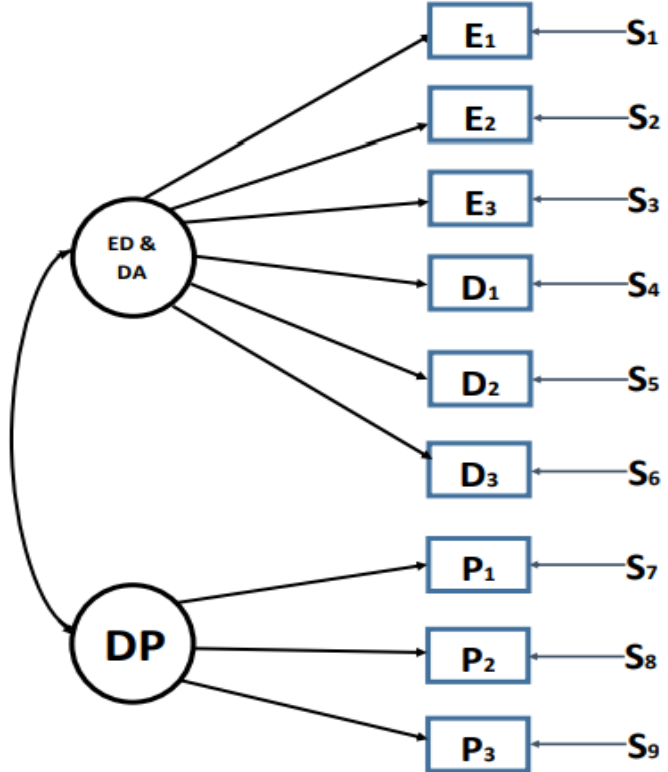 E₁ S₁
E₂ S₂
E₃ S₃
ED &
DA
D₁ S₄
D₂ S₅
D₃ S₆
P₁ S₇
DP
P₂ S₈
P₃ S₉